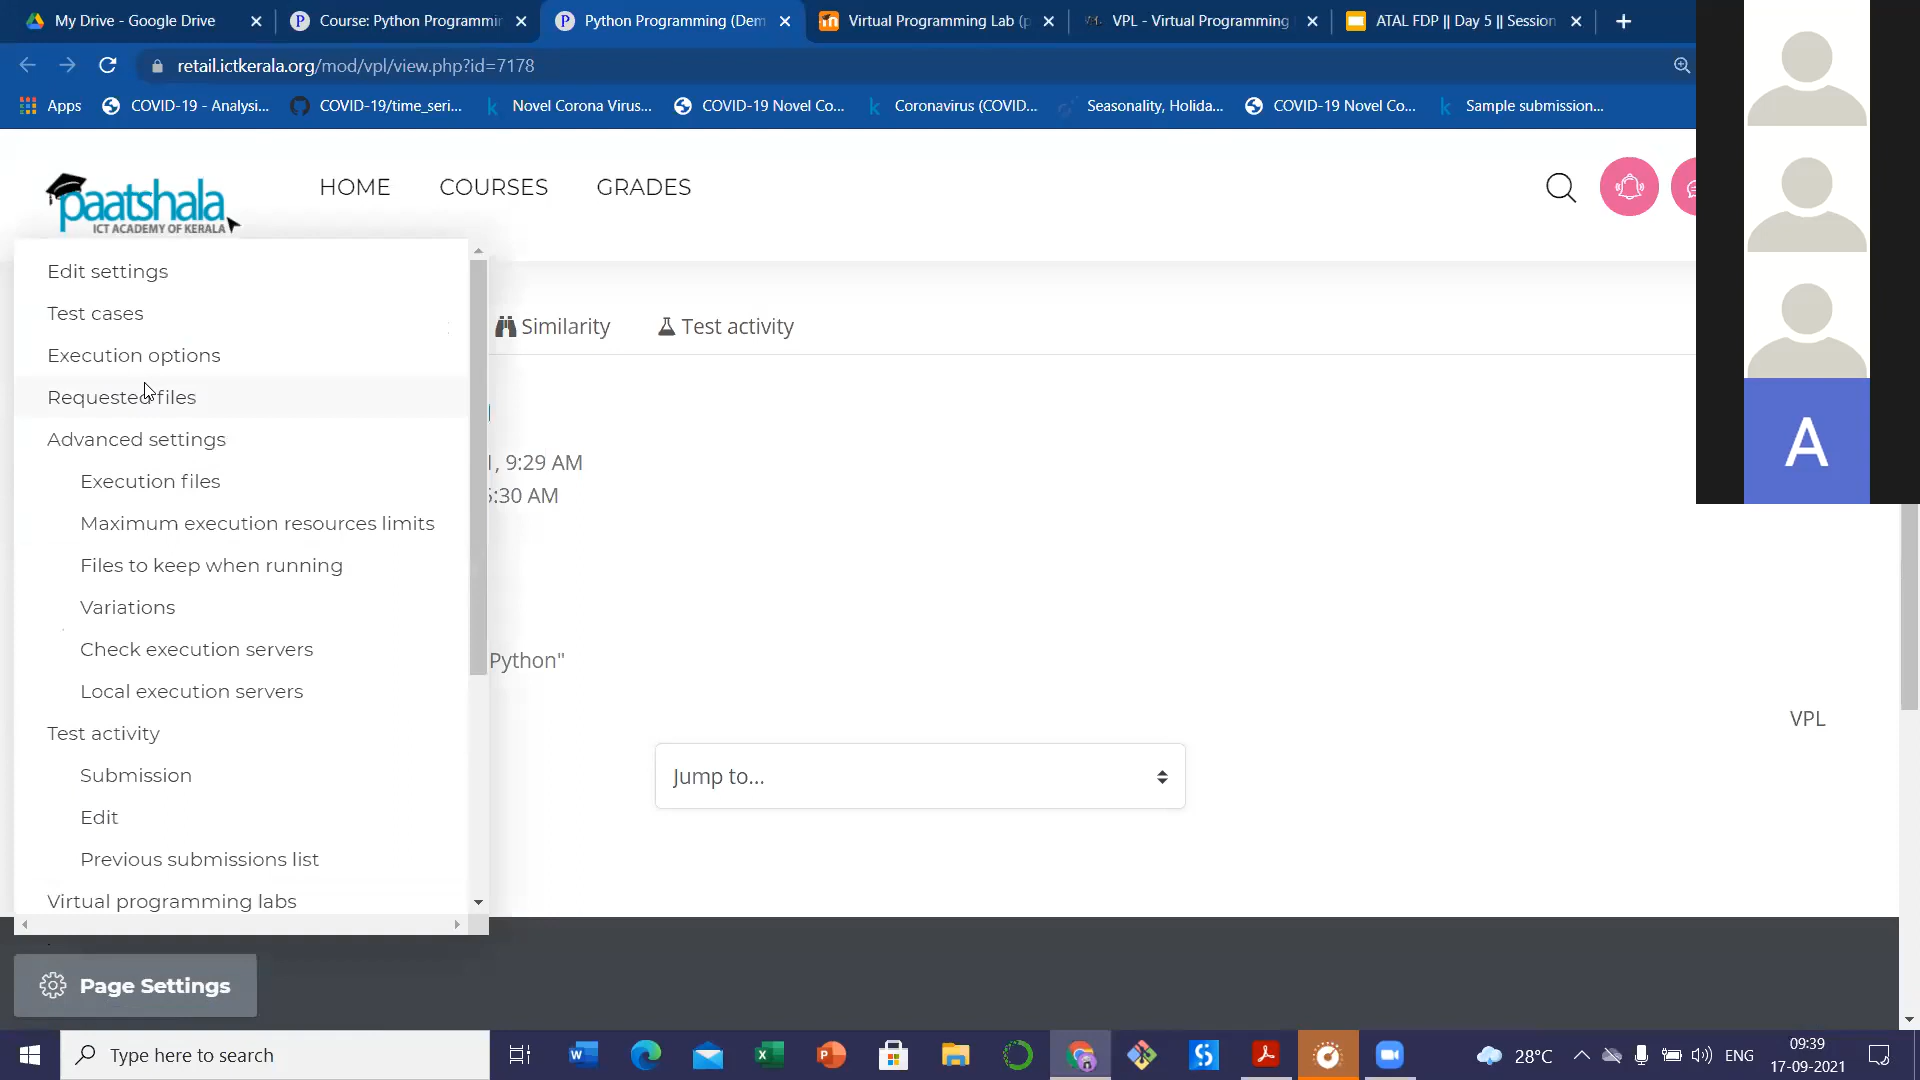 My Drive - Google Drive
Course: Python Programmin
Python Programming (Dem
Virtual Programming Lab (p
VPL - Virtual Programming
ATAL FDP || Day 5 || Session
retail.ictkerala.org/mod/vpl/view.php?id=7178
Apps
COVID-19 - Analysi...
COVID-19/time_seri...
Novel Corona Virus...
COVID-19 Novel Co...
Coronavirus (COVID...
Seasonality, Holida...
COVID-19 Novel Co...
Sample submission...
paatshala
ICT ACADEMY OF KERALA
HOME
COURSES
GRADES
Edit settings
Test cases
Execution options
Requested files
Advanced settings
Execution files
Maximum execution resources limits
Files to keep when running
Variations
Check execution servers
Local execution servers
Test activity
Submission
Edit
Previous submissions list
Virtual programming labs
Similarity
Test activity
, 9:29 AM
:30 AM
Python"
VPL
Jump to...
A
Page Settings
Type here to search
28°C
ENG
09:39
17-09-2021